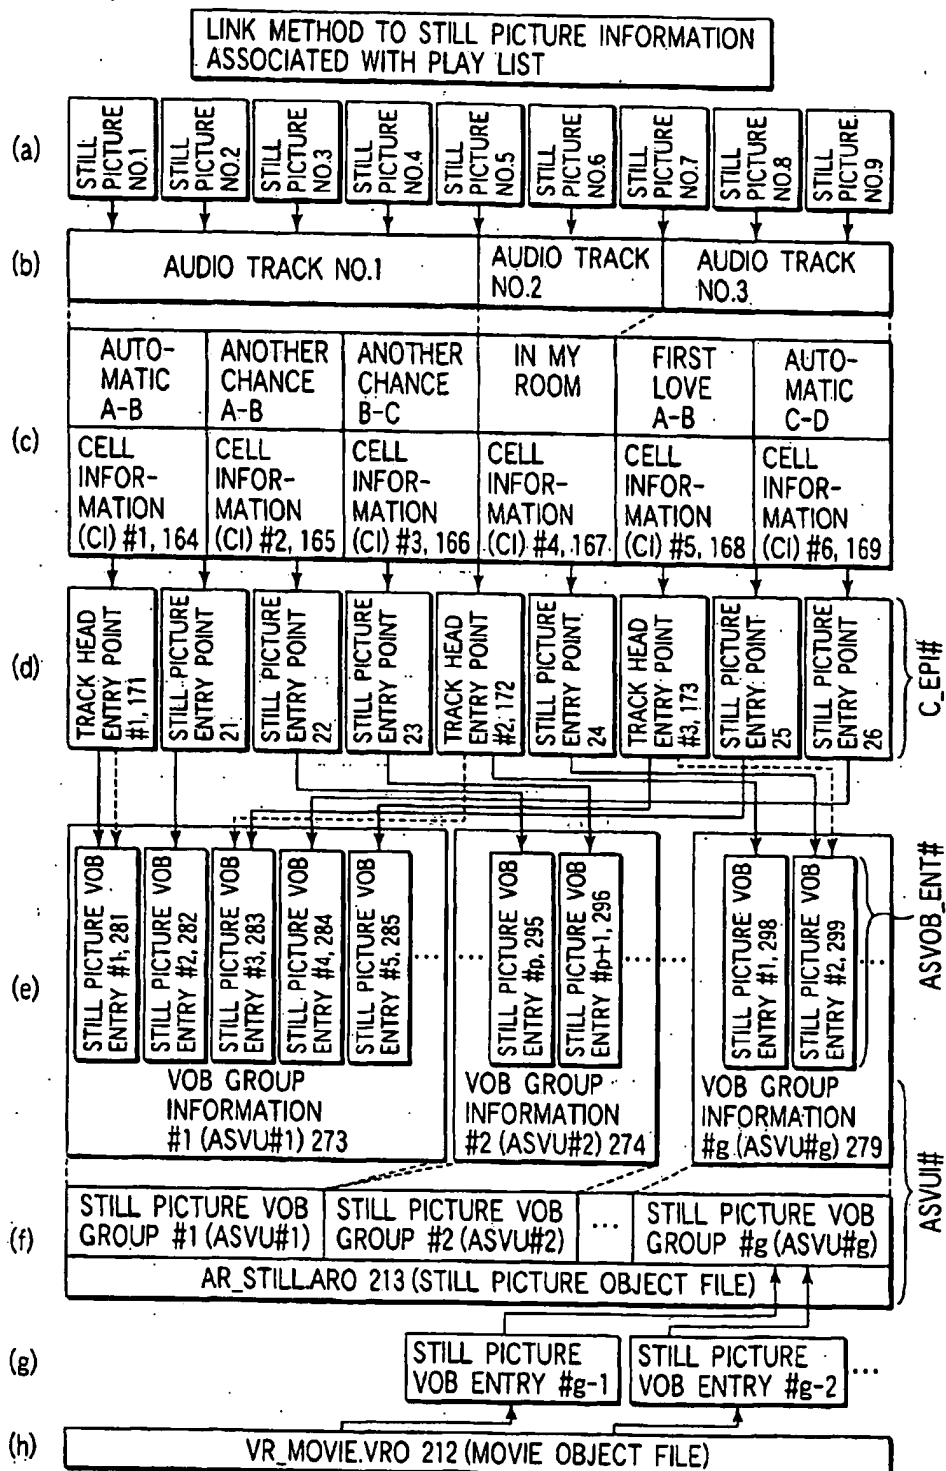 LINK METHOD TO STILL PICTURE INFORMATION
ASSOCIATED WITH PLAY LIST
(a)
STILL
PICTURE
NO.1
STILL
PICTURE
NO.2
STILL
PICTURE
NO.3
STILL
PICTURE
NO.4
STILL
PICTURE
NO.5
STILL
PICTURE
NO.6
STILL
PICTURE
NO.7
STILL
PICTURE
NO.8
STILL
PICTURE
NO.9
(b)
AUDIO TRACK NO.1
AUDIO TRACK
NO.2
AUDIO TRACK
NO.3
(c)
AUTO-
MATIC
A-B
ANOTHER
CHANCE
A-B
ANOTHER
CHANCE
B-C
IN MY
ROOM
FIRST
LOVE
A-B
AUTO-
MATIC
C-D
CELL
INFOR-
MATION
(CI) #1, 164
CELL
INFOR-
MATION
(CI) #2, 165
CELL
INFOR-
MATION
(CI) #3, 166
CELL
INFOR-
MATION
(CI) #4, 167
CELL
INFOR-
MATION
(CI) #5, 168
CELL
INFOR-
MATION
(CI) #6, 169
(d)
TRACK HEAD
ENTRY POINT
#1, 171
STILL PICTURE
ENTRY POINT
21
STILL PICTURE
ENTRY POINT
22
STILL PICTURE
ENTRY POINT
23
TRACK HEAD
ENTRY POINT
#2, 172
STILL PICTURE
ENTRY POINT
24
TRACK HEAD
ENTRY POINT
#3, 173
STILL PICTURE
ENTRY POINT
25
STILL PICTURE
ENTRY POINT
26
C_EPI#
(e)
STILL PICTURE VOB
ENTRY #1, 281
STILL PICTURE VOB
ENTRY #2, 282
STILL PICTURE VOB
ENTRY #3, 283
STILL PICTURE VOB
ENTRY #4, 284
STILL PICTURE VOB
ENTRY #5, 285
STILL PICTURE VOB
ENTRY #p, 295
STILL PICTURE VOB
ENTRY #p+1, 296
STILL PICTURE VOB
ENTRY #1, 298
STILL PICTURE VOB
ENTRY #2, 299
ASVOB_ENT#
VOB GROUP
INFORMATION
#1 (ASVU#1) 273
VOB GROUP
INFORMATION
#2 (ASVU#2) 274
VOB GROUP
INFORMATION
#g (ASVU#g) 279
ASVUI#
(f)
STILL PICTURE VOB
GROUP #1 (ASVU#1)
STILL PICTURE VOB
GROUP #2 (ASVU#2)
...
STILL PICTURE VOB
GROUP #g (ASVU#g)
AR_STILL.ARO 213 (STILL PICTURE OBJECT FILE)
(g)
STILL PICTURE
VOB ENTRY #g-1
STILL PICTURE
VOB ENTRY #g-2
...
(h)
VR_MOVIE.VRO 212 (MOVIE OBJECT FILE)